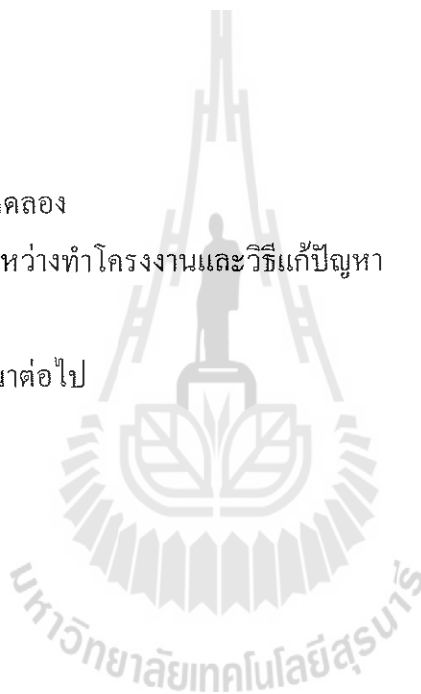 ดลอง
หว่างทำโครงงานและวิธีแก้ปัญหา
นาต่อไป
มหาวิทยาลัยเทคโนโลยีสุรนารี